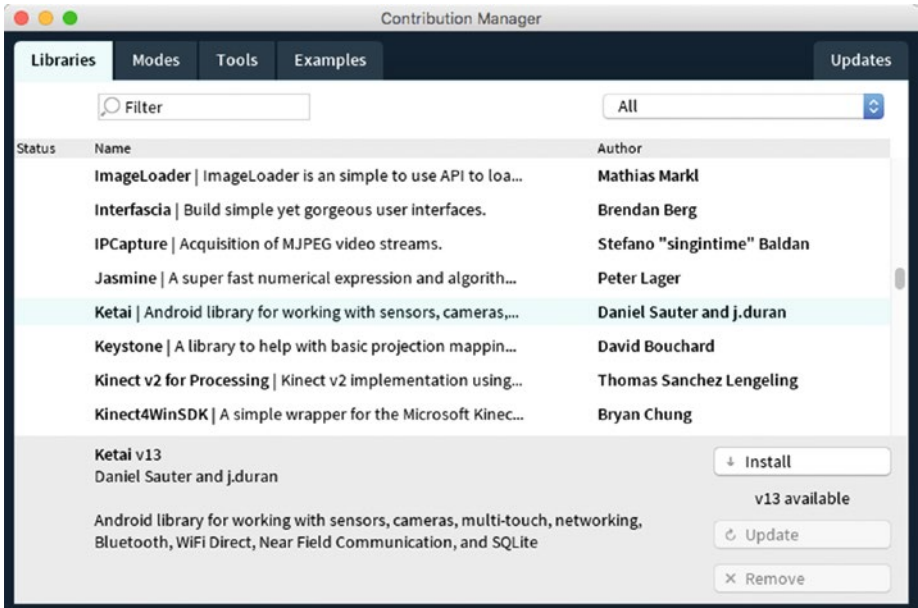 Contribution Manager
Libraries Modes Tools Examples Updates
Filter All
Status Name Author
ImageLoader | ImageLoader is an simple to use API to loa... Mathias Markl
Interfascia | Build simple yet gorgeous user interfaces. Brendan Berg
IPCapture | Acquisition of MJPEG video streams. Stefano "singintime" Baldan
Jasmine | A super fast numerical expression and algorith... Peter Lager
Ketai | Android library for working with sensors, cameras,... Daniel Sauter and j.duran
Keystone | A library to help with basic projection mappin... David Bouchard
Kinect v2 for Processing | Kinect v2 implementation using... Thomas Sanchez Lengeling
Kinect4WinSDK | A simple wrapper for the Microsoft Kinec... Bryan Chung
Ketai v13
Daniel Sauter and j.duran
Install
v13 available
Android library for working with sensors, cameras, multi-touch, networking,
Bluetooth, WiFi Direct, Near Field Communication, and SQLite
Update
Remove